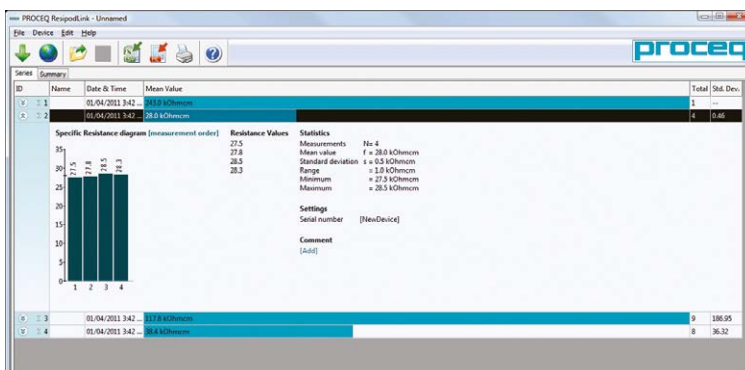 PROCEQ ResipodLink - Unnamed
File Device Edit Help
proceq
Series Summary
ID Name Date & Time Mean Value Total Std. Dev.
Σ 1 01/04/2011 3:42 ... 243.0 kOhmcm 1 --
Σ 2 01/04/2011 3:42 ... 28.0 kOhmcm 4 0.46
Specific Resistance diagram [measurement order] Resistance Values Statistics
27.5 Measurements N= 4
27.8 Mean value f = 28.0 kOhmcm
28.5 Standard deviation s = 0.5 kOhmcm
28.3 Range = 1.0 kOhmcm
Minimum = 27.5 kOhmcm
Maximum = 28.5 kOhmcm
Settings
Serial number [NewDevice]
Comment
[Add]
35
30
25
20
15
10
5
0
27.5 27.8 28.5 28.3
1 2 3 4
Σ 3 01/04/2011 3:42 ... 117.6 kOhmcm 9 186.95
Σ 4 01/04/2011 3:42 ... 38.4 kOhmcm 8 36.32